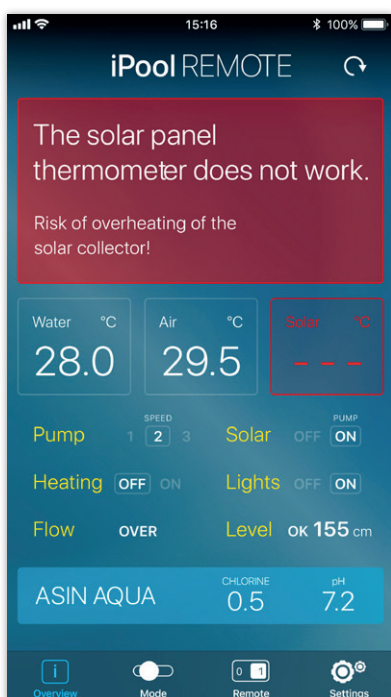 15:16
100%
iPool REMOTE
The solar panel
thermometer does not work.
Risk of overheating of the
solar collector!
Water °C Air °C Solar °C
28.0 29.5 - - -
SPEED PUMP
Pump 1 2 3 Solar OFF ON
Heating OFF ON Lights OFF ON
Flow OVER Level OK 155 cm
ASIN AQUA CHLORINE 0.5 pH 7.2
i 0 1
Overview Mode Remote Settings